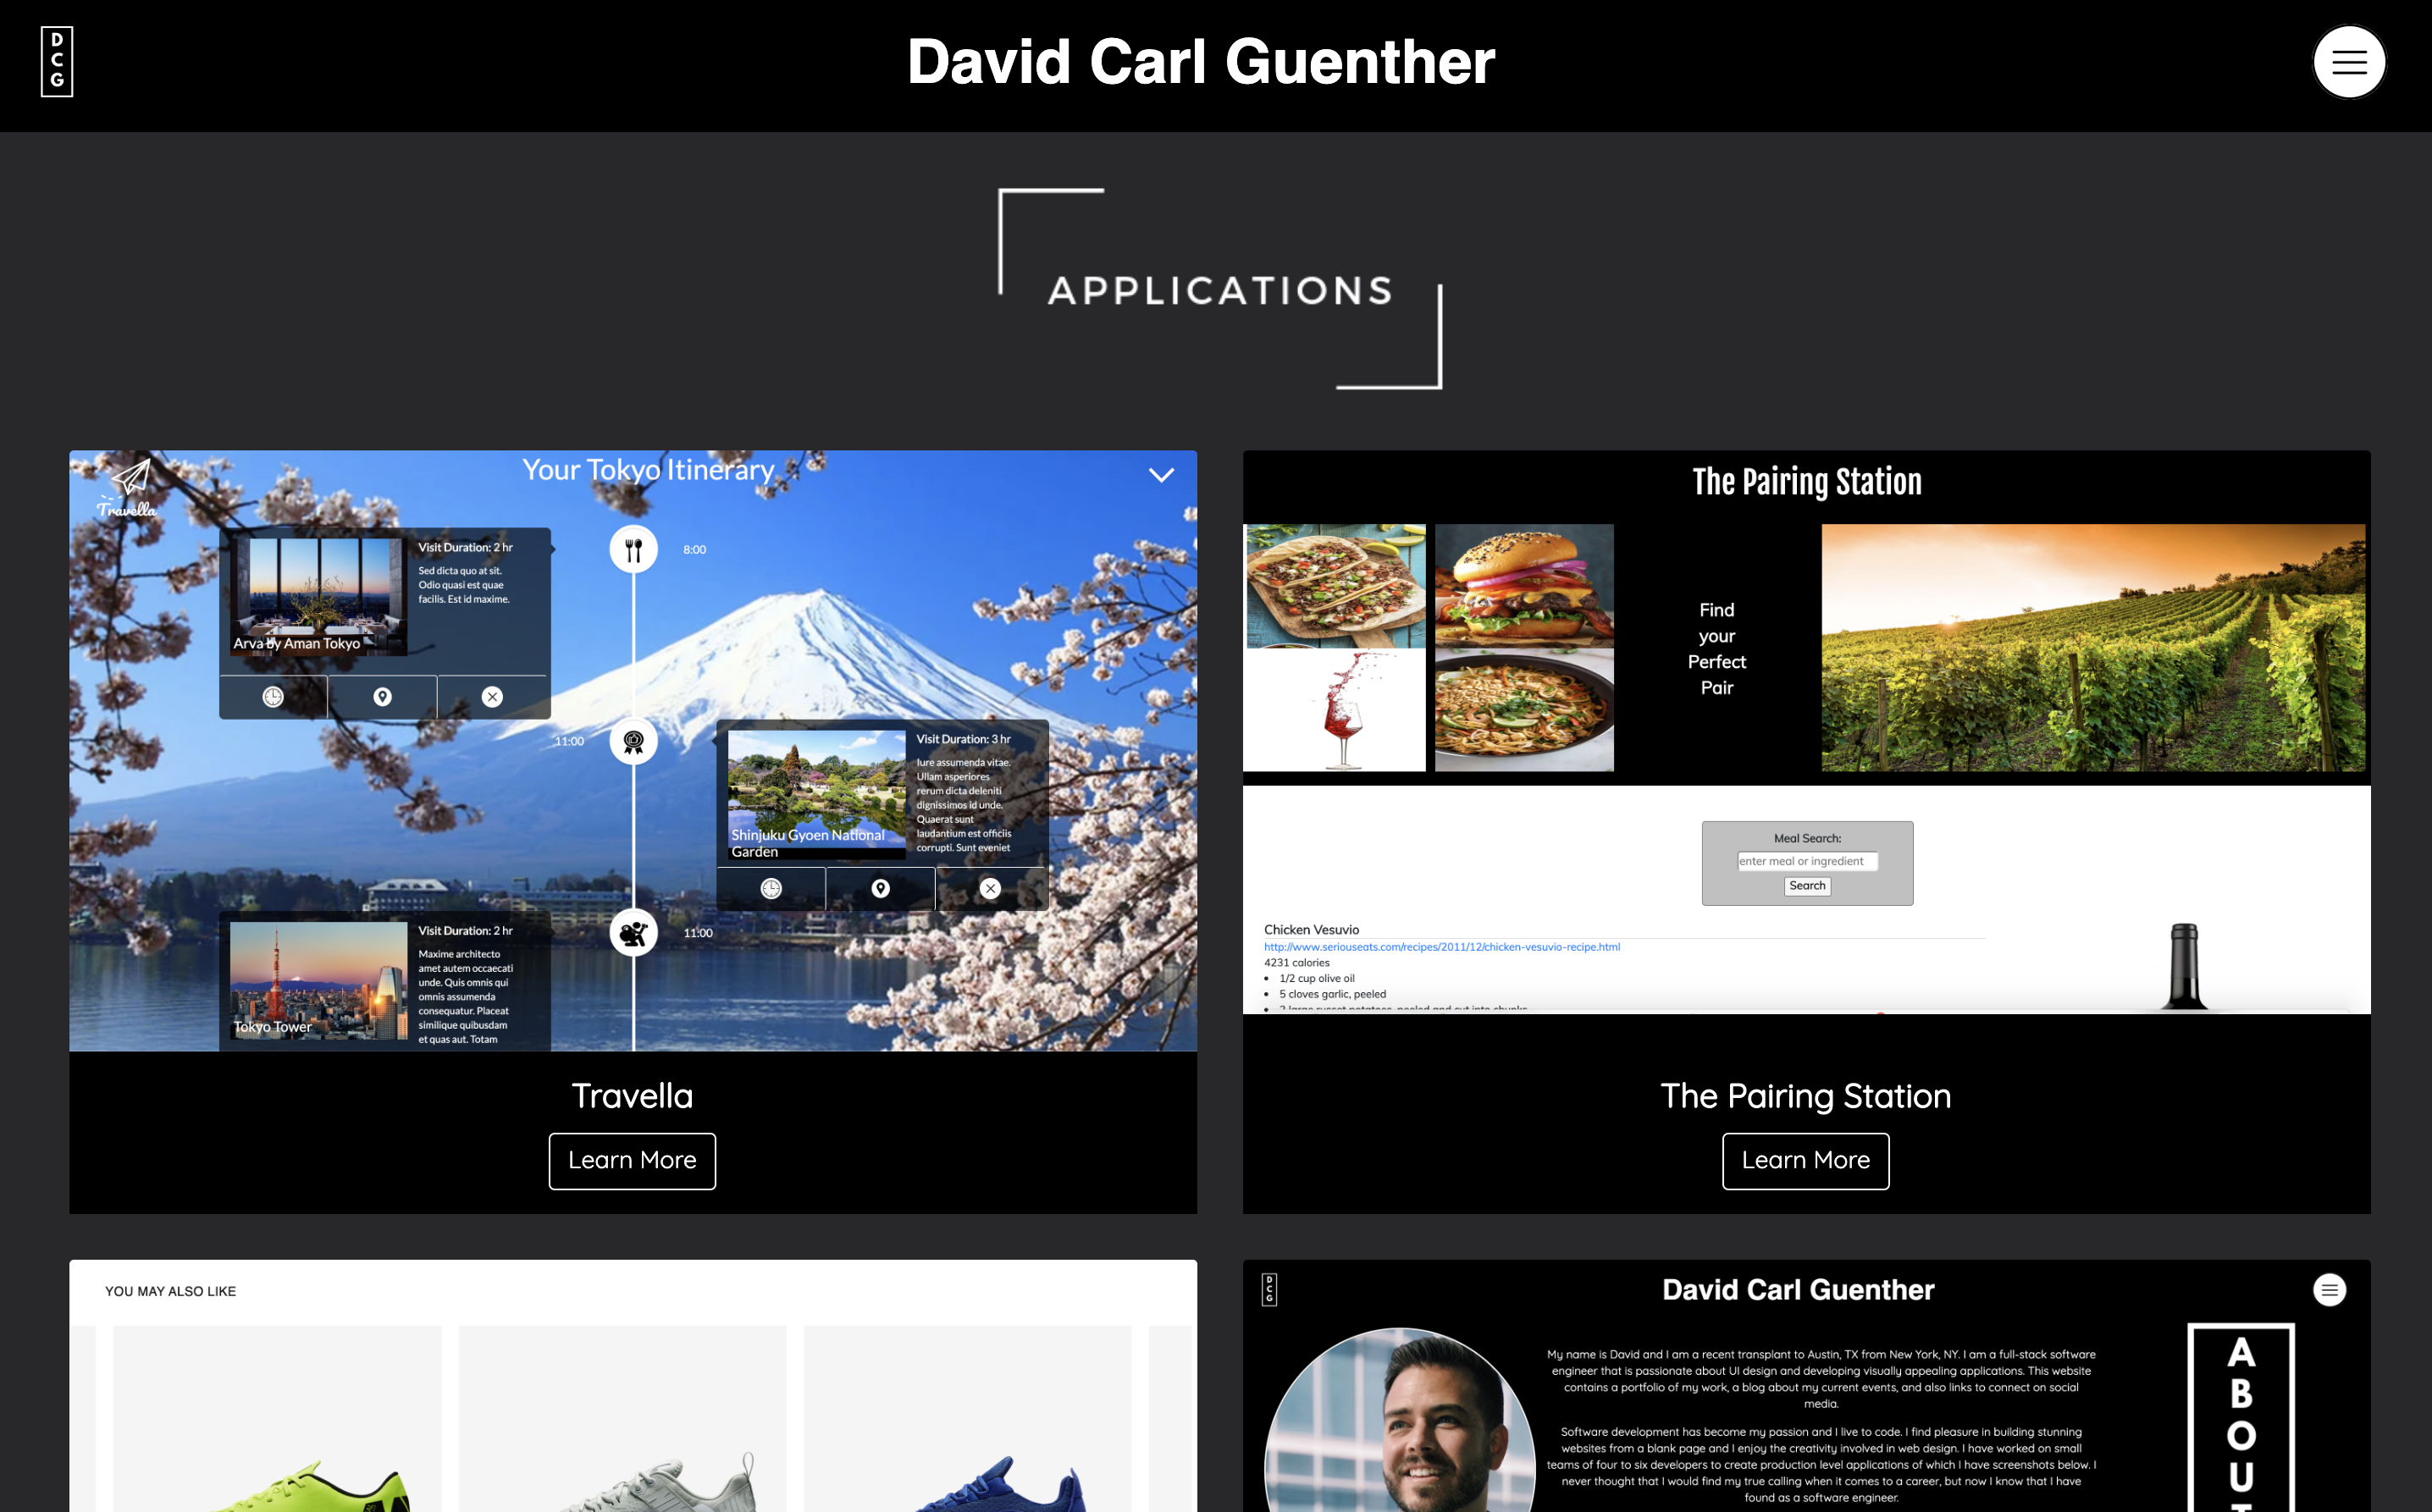 D
C
G
David Carl Guenther
APPLICATIONS
Travella
Your Tokyo Itinerary
Visit Duration: 2 hr
Sed dicta quo at sit.
Odio quasi est quae
facilis. Est id maxime.
Arva by Aman Tokyo
8:00
11:00
Visit Duration: 3 hr
Iure assumenda vitae.
Ullam asperiores
rerum dicta deleniti
dignissimos id unde.
Quaerat sunt
laudantium est officiis
corrupti. Sunt eveniet
Shinjuku Gyoen National
Garden
11:00
Visit Duration: 2 hr
Maxime architecto
amet autem occaecati
unde. Quis omnis qui
omnis assumenda
consequatur. Placeat
similique quibusdam
et quas aut. Totam
Tokyo Tower
Travella
Learn More
The Pairing Station
Find
your
Perfect
Pair
Meal Search:
enter meal or ingredient
Search
Chicken Vesuvio
http://www.seriouseats.com/recipes/2011/12/chicken-vesuvio-recipe.html
4231 calories
• 1/2 cup olive oil
• 5 cloves garlic, peeled
• 2 large russet potatoes, peeled and cut into chunks
The Pairing Station
Learn More
YOU MAY ALSO LIKE
D
C
G
David Carl Guenther
My name is David and I am a recent transplant to Austin, TX from New York, NY. I am a full-stack software
engineer that is passionate about UI design and developing visually appealing applications. This website
contains a portfolio of my work, a blog about my current events, and also links to connect on social
media.
Software development has become my passion and I live to code. I find pleasure in building stunning
websites from a blank page and I enjoy the creativity involved in web design. I have worked on small
teams of four to six developers to create production level applications of which I have screenshots below. I
never thought that I would find my true calling when it comes to a career, but now I know that I have
found as a software engineer.
A
B
O
U
T